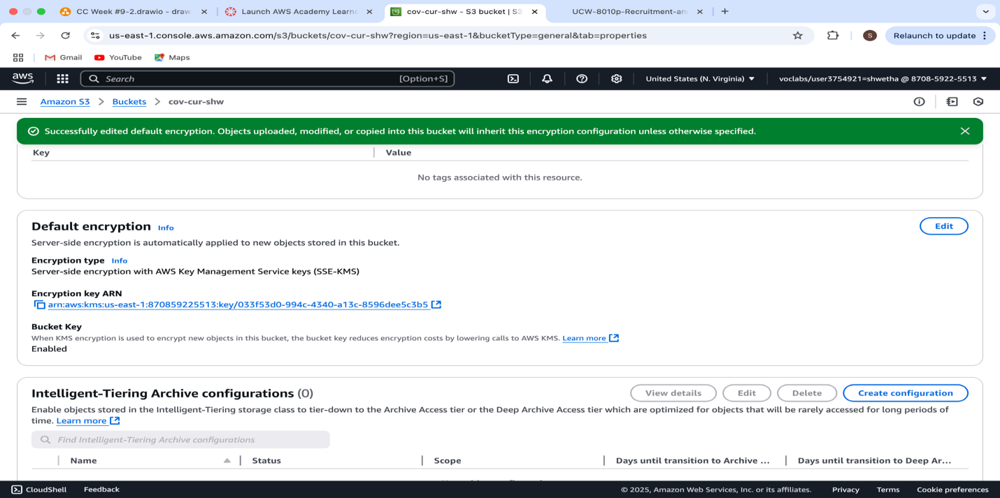 CC Week #9-2.drawio - draw
Launch AWS Academy Learne
cov-cur-shw - S3 bucket | S3
UCW-8010p-Recruitment-and
us-east-1.console.aws.amazon.com/s3/buckets/cov-cur-shw?region=us-east-1&bucketType=general&tab=properties
S
Relaunch to update
Gmail
YouTube
Maps
aws
Search
[Option+S]
United States (N. Virginia)
voclabs/user3754921=shwetha @ 8708-5922-5513
Amazon S3
Buckets
cov-cur-shw
Successfully edited default encryption. Objects uploaded, modified, or copied into this bucket will inherit this encryption configuration unless otherwise specified.
Key
Value
No tags associated with this resource.
Default encryption Info
Edit
Server-side encryption is automatically applied to new objects stored in this bucket.
Encryption type Info
Server-side encryption with AWS Key Management Service keys (SSE-KMS)
Encryption key ARN
arn:aws:kms:us-east-1:870859225513:key/033f53d0-994c-4340-a13c-8596dee5c3b5
Bucket Key
When KMS encryption is used to encrypt new objects in this bucket, the bucket key reduces encryption costs by lowering calls to AWS KMS. Learn more
Enabled
Intelligent-Tiering Archive configurations (0)
View details
Edit
Delete
Create configuration
Enable objects stored in the Intelligent-Tiering storage class to tier-down to the Archive Access tier or the Deep Archive Access tier which are optimized for objects that will be rarely accessed for long periods of
time. Learn more
Find Intelligent-Tiering Archive configurations
Name
Status
Scope
Days until transition to Archive ...
Days until transition to Deep Ar...
CloudShell
Feedback
© 2025, Amazon Web Services, Inc. or its affiliates.
Privacy
Terms
Cookie preferences